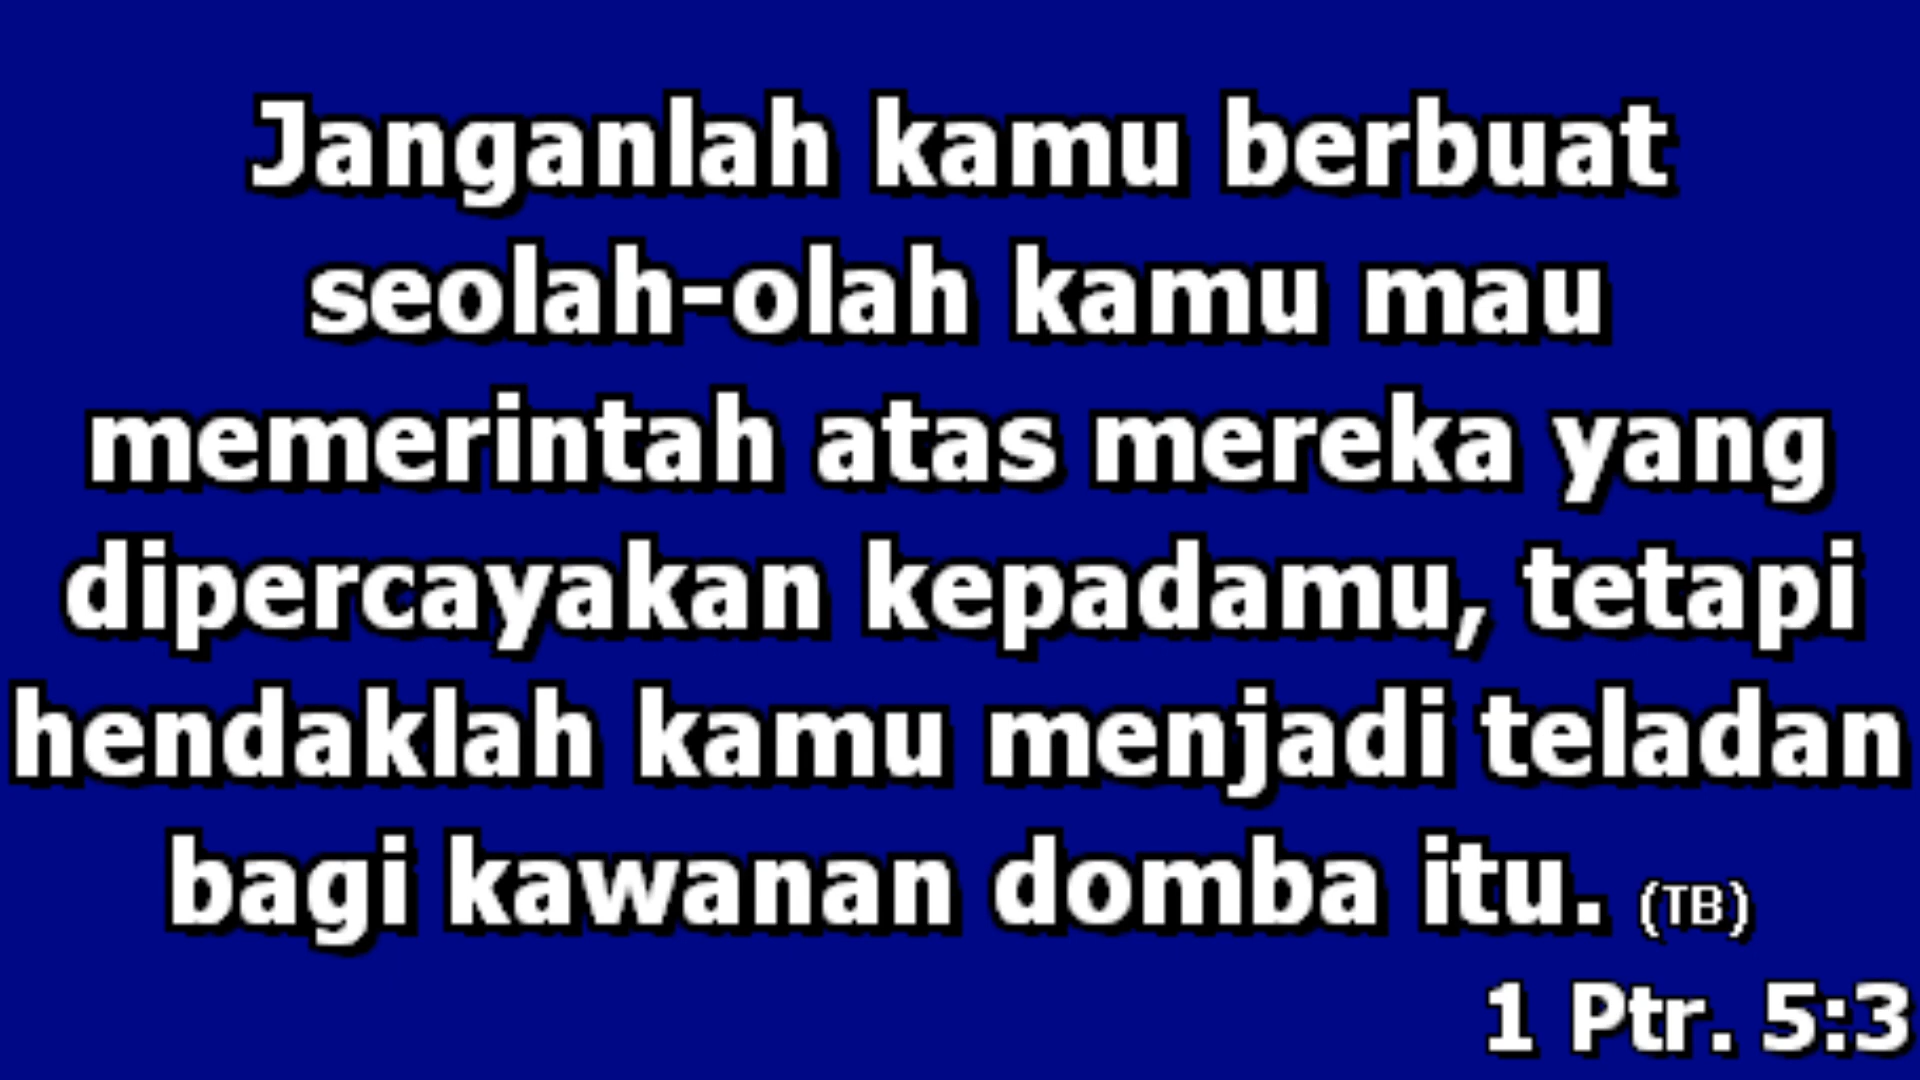 Janganlah kamu berbuat
seolah-olah kamu mau
memerintah atas mereka yang
dipercayakan kepadamu, tetapi
hendaklah kamu menjadi teladan
bagi kawanan domba itu. (TB)
1 Ptr. 5:3